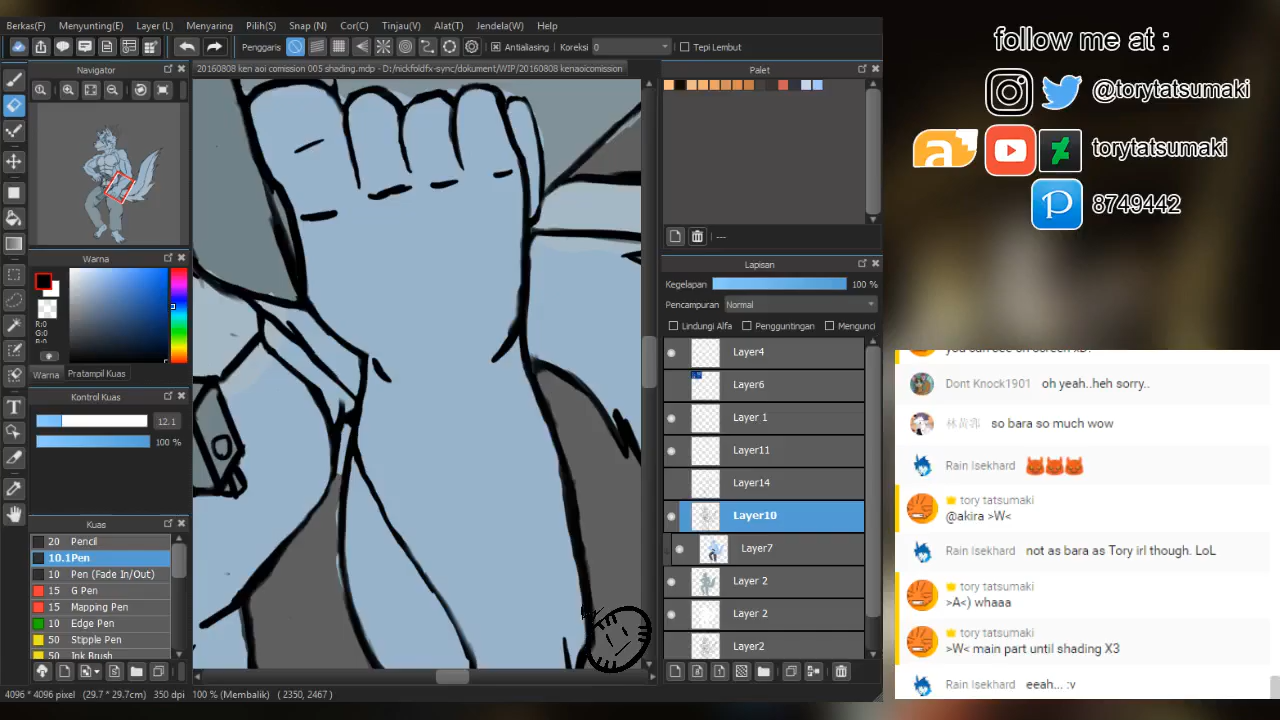 Berkas(F) Menyunting(E) Layer (L) Menyaring Pilih(S) Snap (N) Cor(C) Tinjau(V) Alat(T) Jendela(W) Help
Penggaris Antialiasing Koreksi 0 Tepi Lembut
Navigator
20160808 ken aoi comission 005 shading.mdp - D:/nickfoldfx-sync/dokument/WIP/20160808 kenaoicomission
Warna
R:0
G:0
B:0
Warna Pratampil Kuas
Kontrol Kuas
12.1
100 %
Kuas
20 Pencil
10.1 Pen
10 Pen (Fade In/Out)
15 G Pen
15 Mapping Pen
10 Edge Pen
50 Stipple Pen
50 Ink Brush
4096 * 4096 pixel (29.7 * 29.7cm) 350 dpi 100 % (Membalik) ( 2350, 2467 )
Palet
---
Lapisan
Kegelapan 100 %
Pencampuran Normal
Lindungi Alfa Pengguntingan Mengunci
Layer4
Layer6
Layer 1
Layer11
Layer14
Layer10
Layer7
Layer 2
Layer 2
Layer2
follow me at :
@torytatsumaki
torytatsumaki
8749442
Dont Knock1901 oh yeah..heh sorry..
so bara so much wow
Rain Isekhard
tory tatsumaki
@akira >W<
Rain Isekhard not as bara as Tory irl though. LoL
tory tatsumaki
>A<) whaaa
tory tatsumaki
>W< main part until shading X3
Rain Isekhard eeah... :v